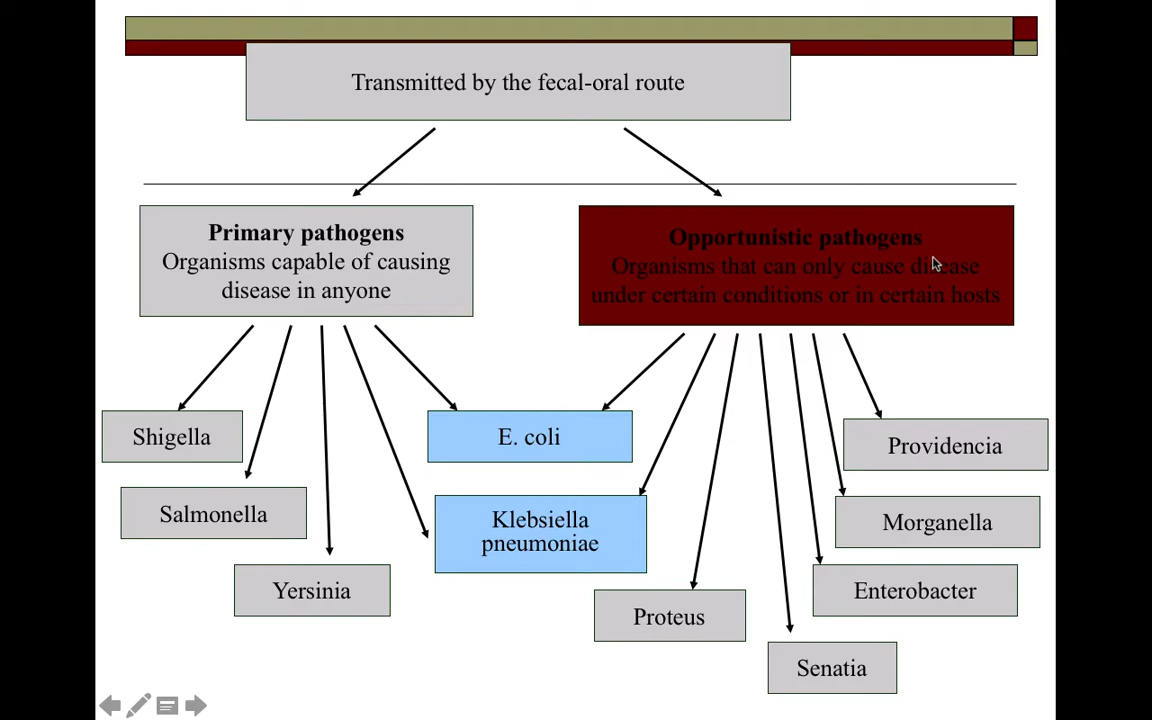 Transmitted by the fecal-oral route
Primary pathogens
Organisms capable of causing
disease in anyone
Opportunistic pathogens
Organisms that can only cause disease
under certain conditions or in certain hosts
Shigella
E. coli
Providencia
Salmonella
Klebsiella
pneumoniae
Morganella
Yersinia
Enterobacter
Proteus
Senatia